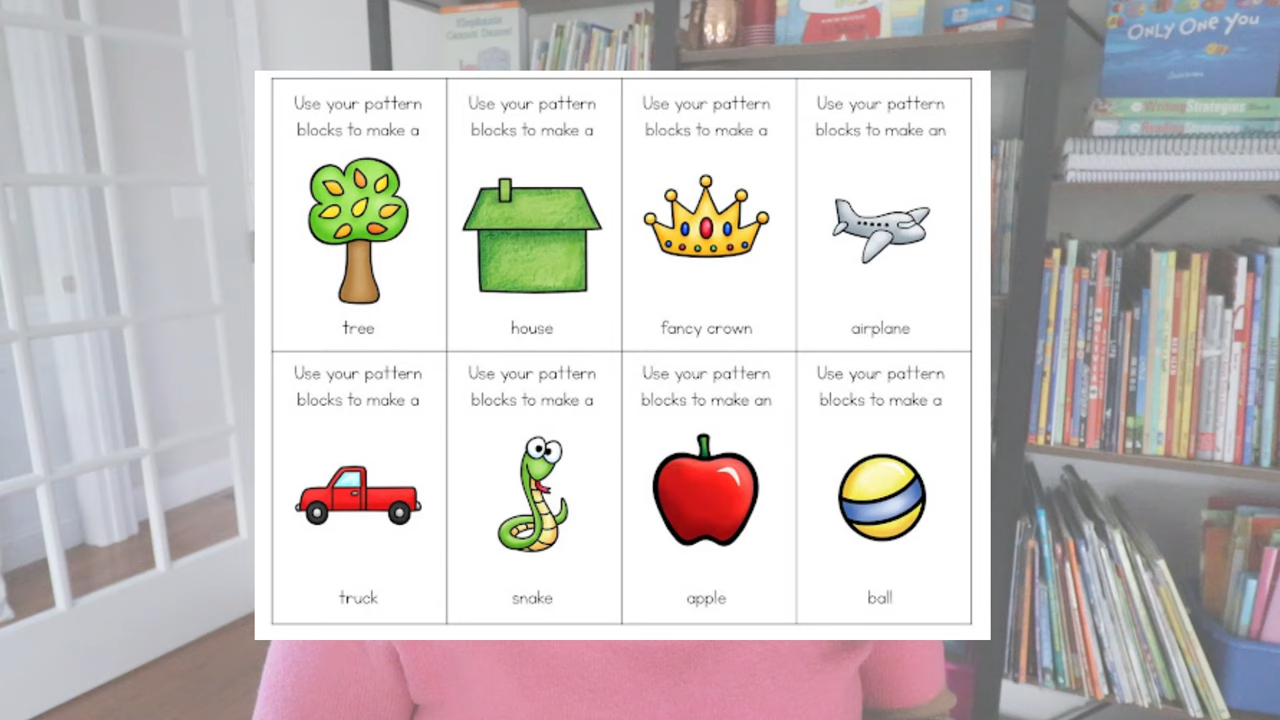 ONLY ONE YOU
Use your pattern
blocks to make a
tree
Use your pattern
blocks to make a
house
Use your pattern
blocks to make a
fancy crown
Use your pattern
blocks to make an
airplane
Use your pattern
blocks to make a
truck
Use your pattern
blocks to make a
snake
Use your pattern
blocks to make an
apple
Use your pattern
blocks to make a
ball